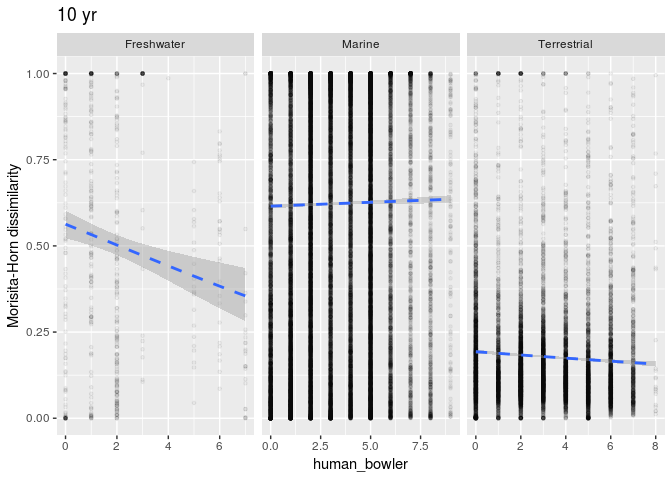 10 yr
Freshwater Marine Terrestrial
Morisita-Horn dissimilarity
1.00
0.75
0.50
0.25
0.00
0 2 4 6 0.0 2.5 5.0 7.5 0 2 4 6 8
human_bowler